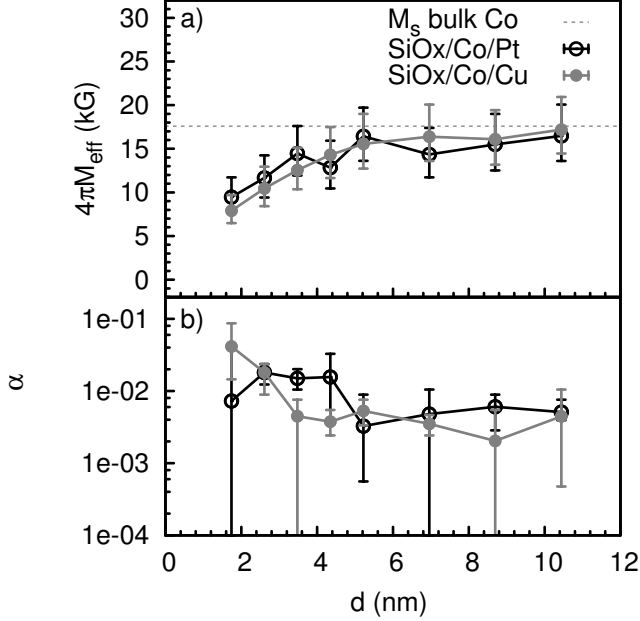 a)
M_s bulk Co
SiOx/Co/Pt
SiOx/Co/Cu
4πM_eff (kG)
30
25
20
15
10
5
0
b)
α
1e-01
1e-02
1e-03
1e-04
0 2 4 6 8 10 12
d (nm)